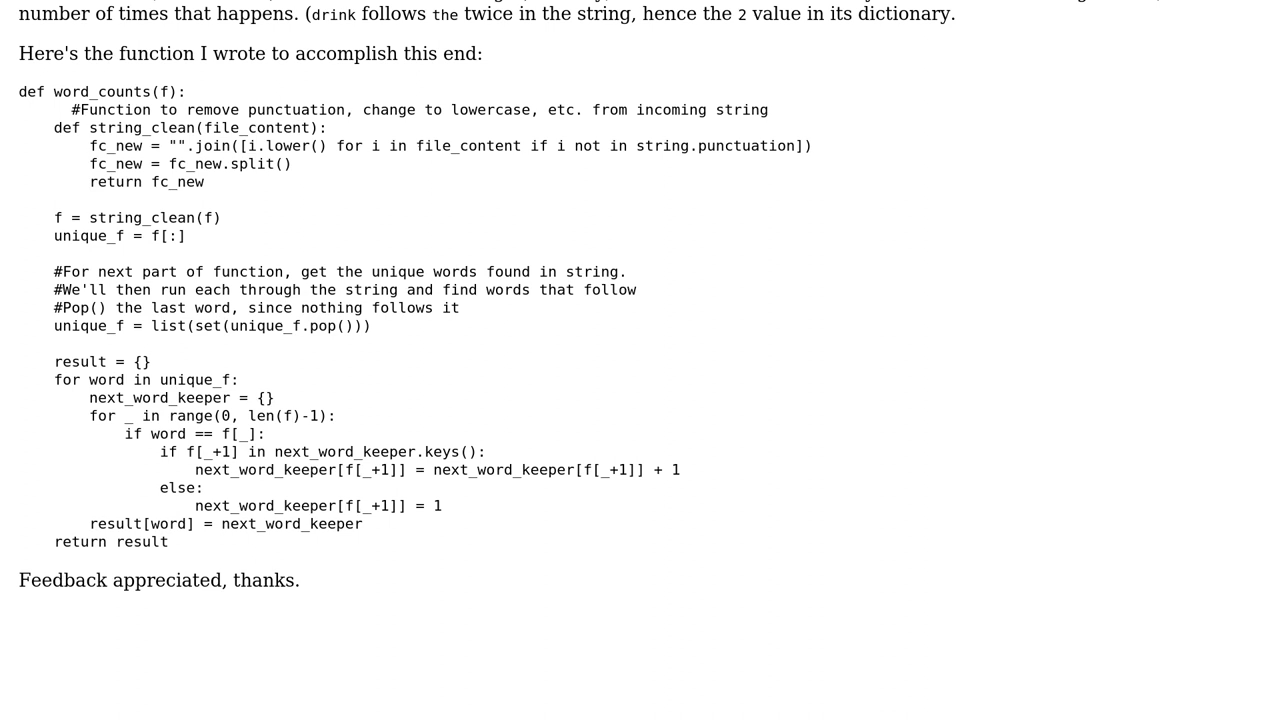 number of times that happens. (drink follows the twice in the string, hence the 2 value in its dictionary.
Here's the function I wrote to accomplish this end:
def word_counts(f):
      #Function to remove punctuation, change to lowercase, etc. from incoming string
    def string_clean(file_content):
        fc_new = "".join([i.lower() for i in file_content if i not in string.punctuation])
        fc_new = fc_new.split()
        return fc_new

    f = string_clean(f)
    unique_f = f[:]

    #For next part of function, get the unique words found in string.
    #We'll then run each through the string and find words that follow
    #Pop() the last word, since nothing follows it
    unique_f = list(set(unique_f.pop()))

    result = {}
    for word in unique_f:
        next_word_keeper = {}
        for _ in range(0, len(f)-1):
            if word == f[_]:
                if f[_+1] in next_word_keeper.keys():
                    next_word_keeper[f[_+1]] = next_word_keeper[f[_+1]] + 1
                else:
                    next_word_keeper[f[_+1]] = 1
        result[word] = next_word_keeper
    return result
Feedback appreciated, thanks.